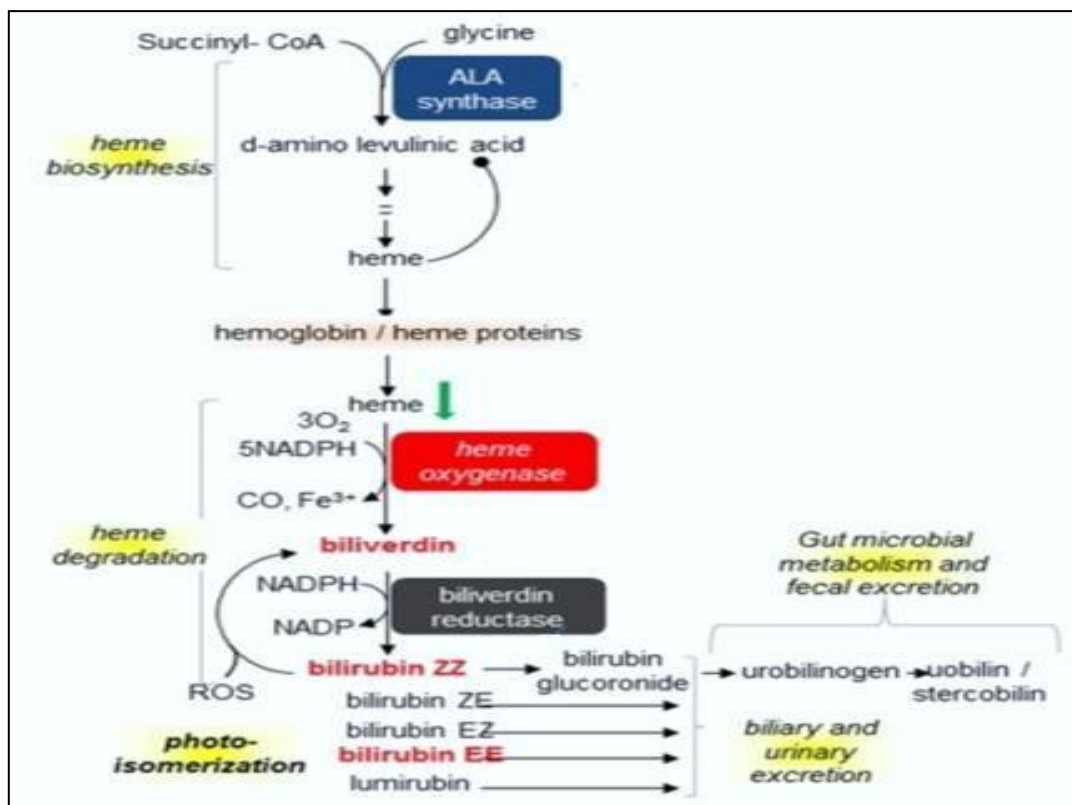 Succinyl- CoA
glycine
ALA
synthase
heme
biosynthesis
d-amino levulinic acid
=
heme
hemoglobin / heme proteins
heme
3O₂
5NADPH
heme
oxygenase
CO, Fe³⁺
heme
degradation
biliverdin
NADPH
biliverdin
reductase
NADP
Gut microbial
metabolism and
fecal excretion
bilirubin ZZ
bilirubin
glucoronide
urobilinogen
uobilin /
stercobilin
ROS
bilirubin ZE
bilirubin EZ
photo-
isomerization
bilirubin EE
lumirubin
biliary and
urinary
excretion